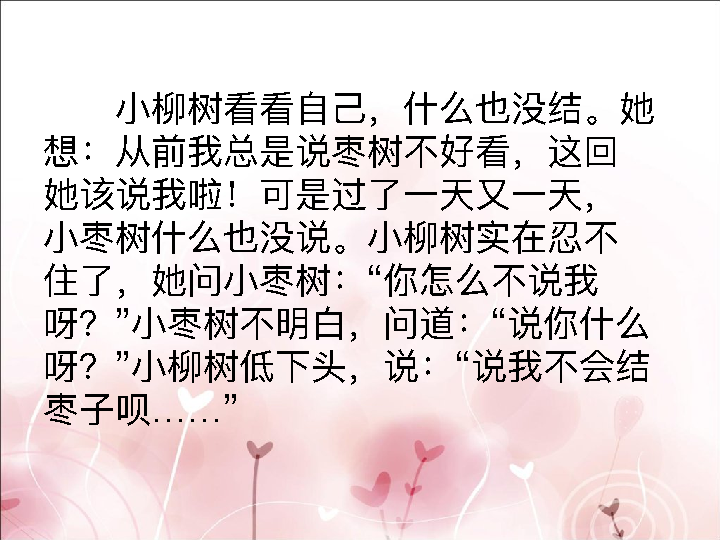 小柳树看看自己，什么也没结。她
想：从前我总是说枣树不好看，这回
她该说我啦！可是过了一天又一天，
小枣树什么也没说。小柳树实在忍不
住了，她问小枣树：“你怎么不说我
呀？”小枣树不明白，问道：“说你什么
呀？”小柳树低下头，说：“说我不会结
枣子呗……”